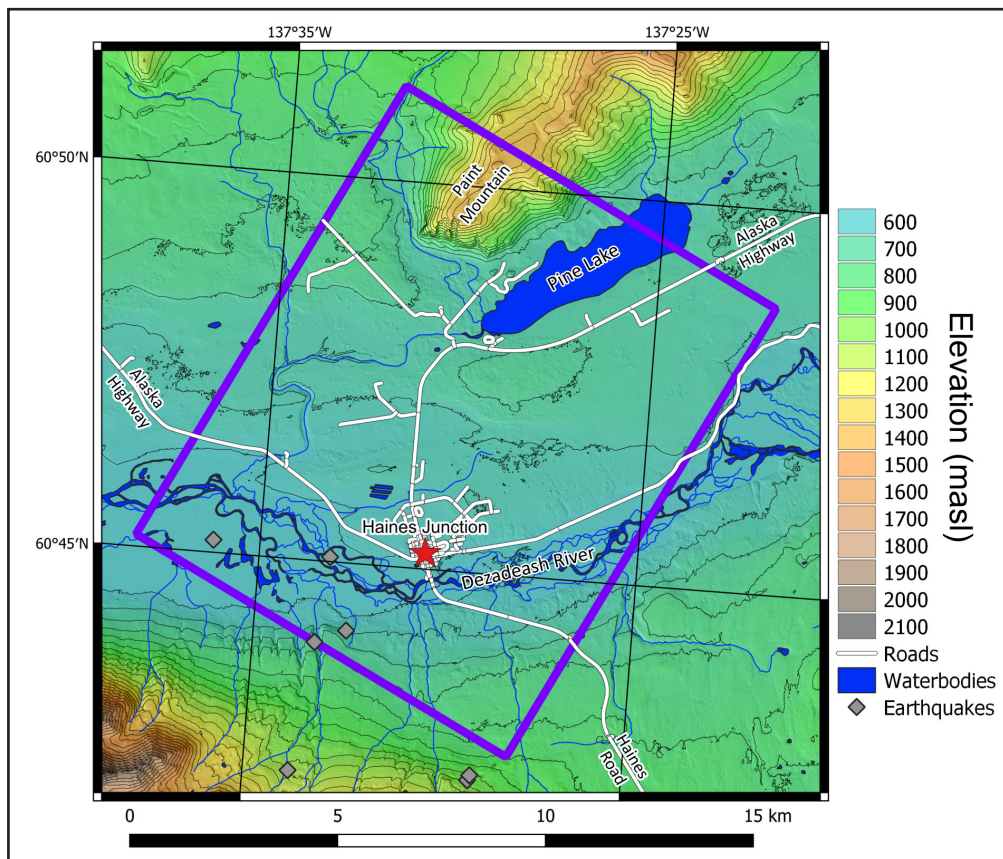 137°35'W
137°25'W
60°50'N
60°45'N
Paint
Mountain
Pine Lake
Alaska
Highway
Alaska
Highway
Haines Junction
Dezadeash River
Haines
Road
600
700
800
900
1000
1100
1200
1300
1400
1500
1600
1700
1800
1900
2000
2100
Elevation (masl)
Roads
Waterbodies
Earthquakes
0
5
10
15 km